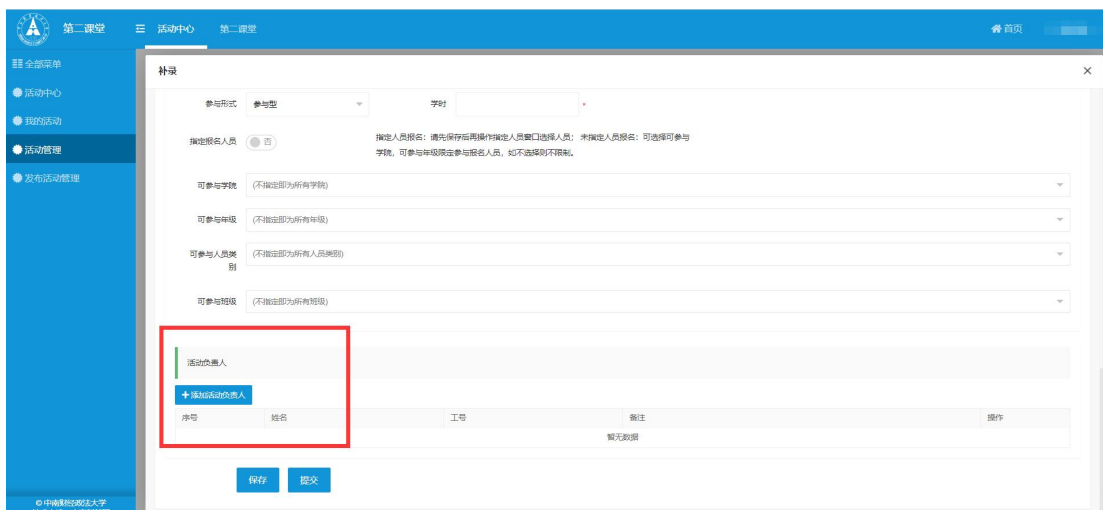 第二课堂 活动中心 第二课堂 首页
全部菜单
活动中心
我的活动
活动管理
发布活动管理
补录
参与形式 参与型 学时 *
指定报名人员 否 指定人员报名：请先保存后再操作指定人员窗口选择人员； 未指定人员报名：可选择可参与
学院，可参与年级限定参与报名人员，如不选择则不限制。
可参与学院 (不指定即为所有学院)
可参与年级 (不指定即为所有年级)
可参与人员类 (不指定即为所有人员类别)
别
可参与班级 (不指定即为所有班级)
活动负责人
+添加活动负责人
序号 姓名 工号 备注 操作
暂无数据
保存 提交
© 中南财经政法大学